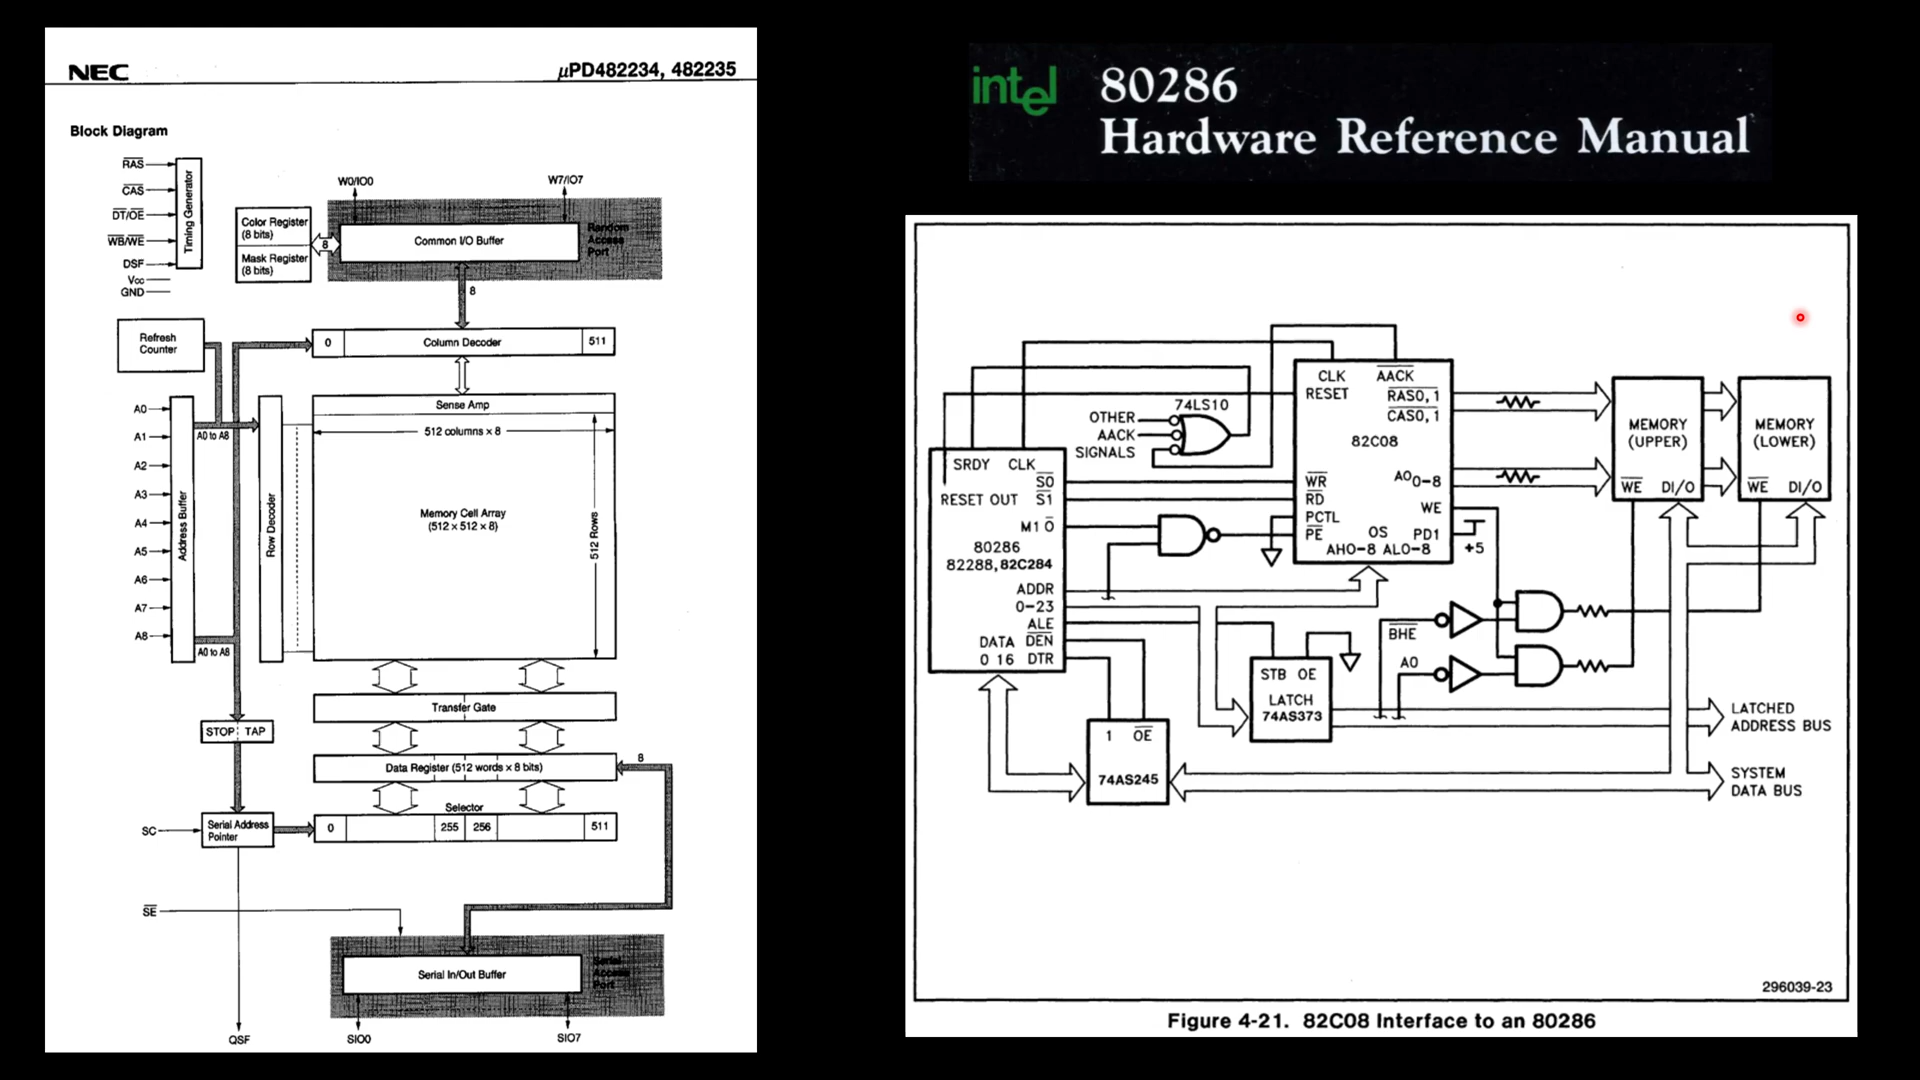 NEC
µPD482234, 482235
Block Diagram
RAS
CAS
DT/OE
WB/WE
DSF
Vcc
GND
Timing Generator
W0/IO0
W7/IO7
Color Register
(8 bits)
Mask Register
(8 bits)
8
Common I/O Buffer
Random
Access
Port
8
Refresh
Counter
0
Column Decoder
511
A0
A1
A2
A3
A4
A5
A6
A7
A8
Address Buffer
A0 to A8
A0 to A8
Row Decoder
Sense Amp
512 columns × 8
Memory Cell Array
(512 × 512 × 8)
512 Rows
Transfer Gate
STOP TAP
Data Register (512 words × 8 bits)
8
Selector
SC
Serial Address
Pointer
0
255
256
511
SE
Serial In/Out Buffer
Serial
Access
Port
QSF
SIO0
SIO7
intel
80286
Hardware Reference Manual
CLK
AACK
RESET
RAS0, 1
CAS0, 1
82C08
74LS10
OTHER
AACK
SIGNALS
MEMORY
(UPPER)
MEMORY
(LOWER)
SRDY CLK
S0
RESET OUT S1
M1 0
80286
82288, 82C284
ADDR
0-23
ALE
DATA DEN
0 16 DTR
WR
RD
PCTL
PE
AO0-8
WE
OS PD1
AH0-8 AL0-8
+5
WE DI/O
WE DI/O
BHE
A0
STB OE
LATCH
74AS373
1 OE
74AS245
LATCHED
ADDRESS BUS
SYSTEM
DATA BUS
296039-23
Figure 4-21. 82C08 Interface to an 80286